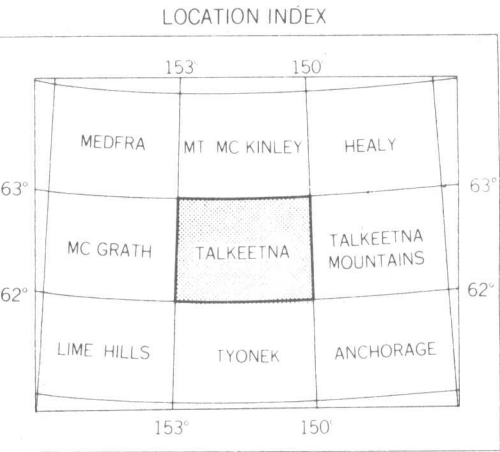 LOCATION INDEX
153° 150°
MEDFRA MT MC KINLEY HEALY
63° 63°
MC GRATH TALKEETNA TALKEETNA
MOUNTAINS
62° 62°
LIME HILLS TYONEK ANCHORAGE
153° 150°